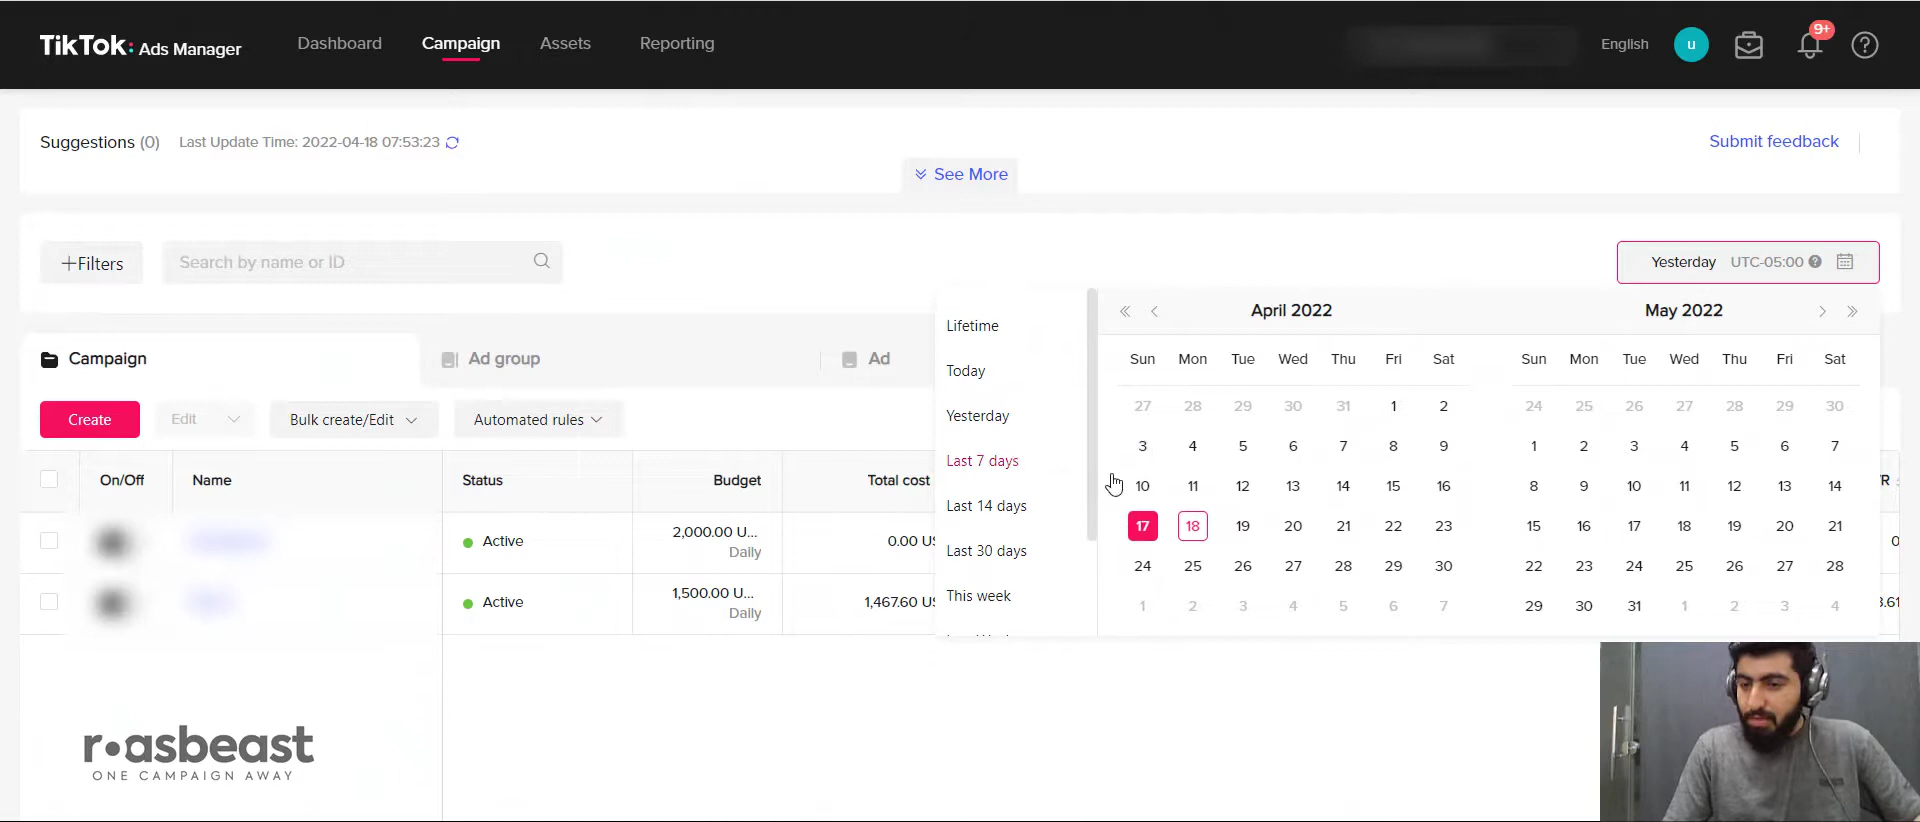 TikTok: Ads Manager
Dashboard
Campaign
Assets
Reporting
English
u
9+
Suggestions (0)
Last Update Time: 2022-04-18 07:53:23
Submit feedback
See More
+Filters
Search by name or ID
Yesterday UTC-05:00
Campaign
Ad group
Ad
Create
Edit
Bulk create/Edit
Automated rules
On/Off
Name
Status
Budget
Total cost
Active
2,000.00 U...
Daily
0.00 US
Active
1,500.00 U...
Daily
1,467.60 US
Lifetime
Today
Yesterday
Last 7 days
Last 14 days
Last 30 days
This week
April 2022
Sun Mon Tue Wed Thu Fri Sat
27 28 29 30 31 1 2
3 4 5 6 7 8 9
10 11 12 13 14 15 16
17 18 19 20 21 22 23
24 25 26 27 28 29 30
1 2 3 4 5 6 7
May 2022
Sun Mon Tue Wed Thu Fri Sat
24 25 26 27 28 29 30
1 2 3 4 5 6 7
8 9 10 11 12 13 14
15 16 17 18 19 20 21
22 23 24 25 26 27 28
29 30 31 1 2 3 4
roasbeast
ONE CAMPAIGN AWAY